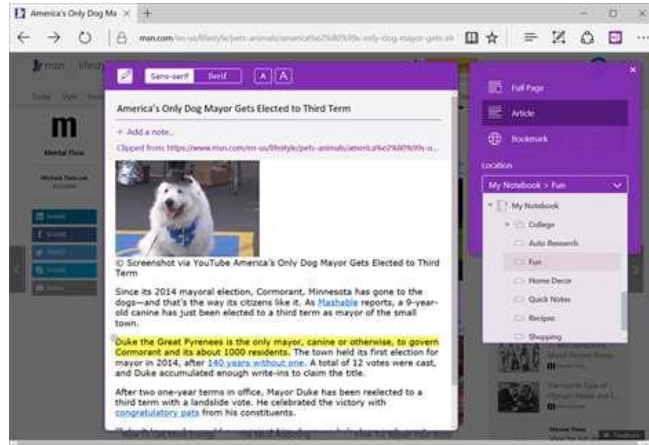 America's Only Dog Ma
msn.com/en-us/lifestyle/pets-animals/america%e2%80%99s-only-dog-mayor-gets-ele
msn lifest
Sans-serif Serif A A
America's Only Dog Mayor Gets Elected to Third Term
+ Add a note...
Clipped from: https://www.msn.com/en-us/lifestyle/pets-animals/america%e2%80%99s-o...
© Screenshot via YouTube America's Only Dog Mayor Gets Elected to Third
Term
Since its 2014 mayoral election, Cormorant, Minnesota has gone to the
dogs—and that's the way its citizens like it. As Mashable reports, a 9-year-
old canine has just been elected to a third term as mayor of the small
town.
Duke the Great Pyrenees is the only mayor, canine or otherwise, to govern
Cormorant and its about 1000 residents. The town held its first election for
mayor in 2014, after 140 years without one. A total of 12 votes were cast,
and Duke accumulated enough write-ins to claim the title.
After two one-year terms in office, Mayor Duke has been reelected to a
third term with a landslide vote. He celebrated the victory with
congratulatory pats from his constituents.
m
Mental Floss
SHARE
SHARE
Full Page
Article
Bookmark
Location
My Notebook > Fun
My Notebook
College
Auto Research
Fun
Home Decor
Quick Notes
Recipes
Shopping
Mental Floss
Feedback